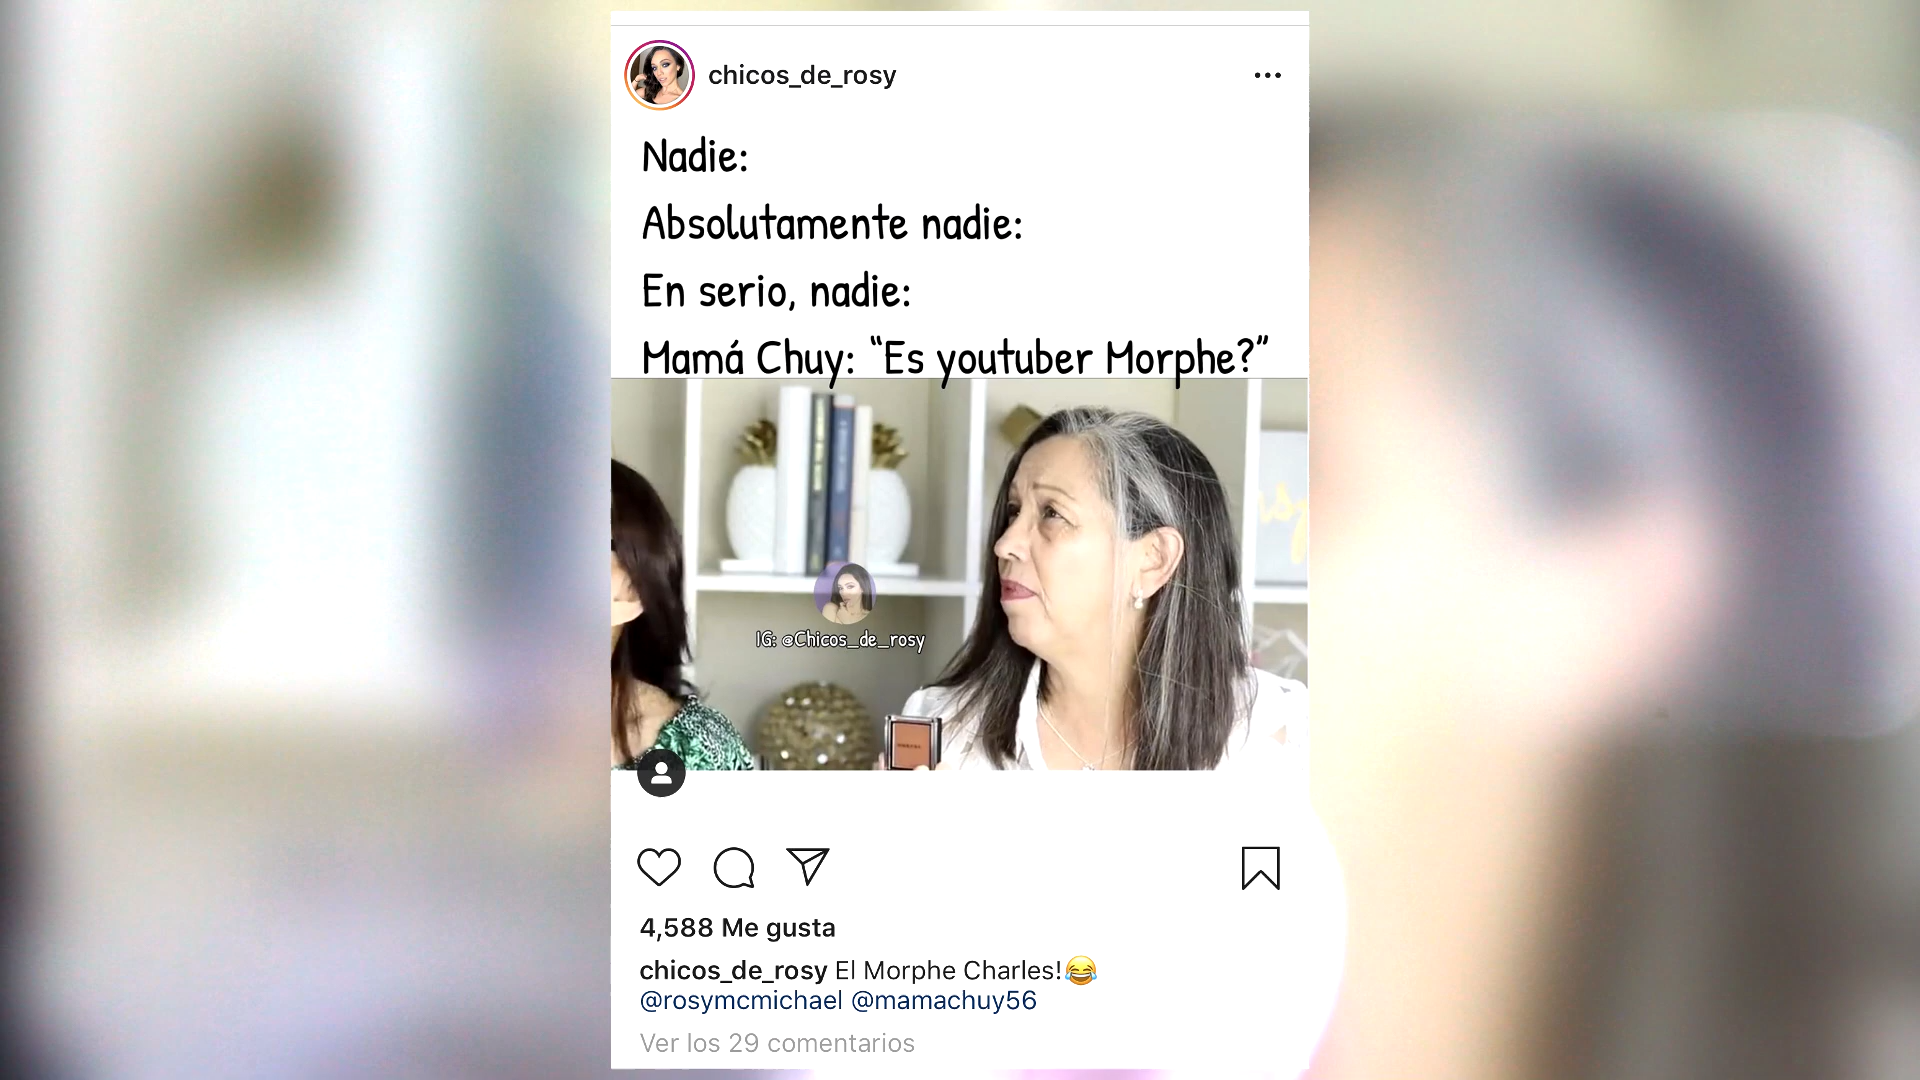 chicos_de_rosy
Nadie:
Absolutamente nadie:
En serio, nadie:
Mamá Chuy: “Es youtuber Morphe?”
IG: @Chicos_de_rosy
4,588 Me gusta
chicos_de_rosy El Morphe Charles!😂
@rosymcmichael @mamachuy56
Ver los 29 comentarios